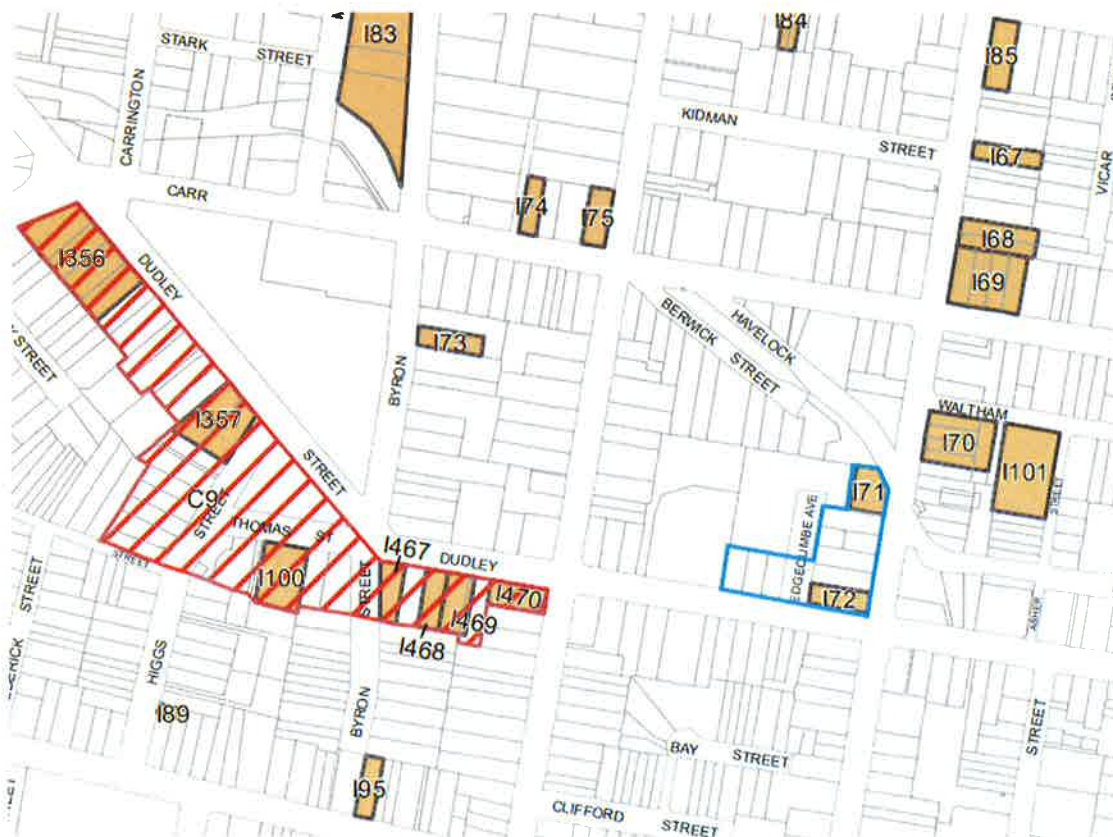 I84
I83
STARK
STREET
I85
CARRINGTON
KIDMAN
STREET
I67
VICAR
CARR
I74
I75
I68
I356
DUDLEY
I69
HAVELOCK
BERWICK
STREET
I73
BYRON
STREET
WALTHAM
I357
I70
I101
STREET
I71
C9
STREET
THOMAS
ST
EDGECUMBE AVE
I467
DUDLEY
STREET
STREET
I100
STREET
I470
I72
I469
I468
ASHER
HIGGS
I89
BYRON
BAY
STREET
STREET
I95
CLIFFORD
STREET
STREET